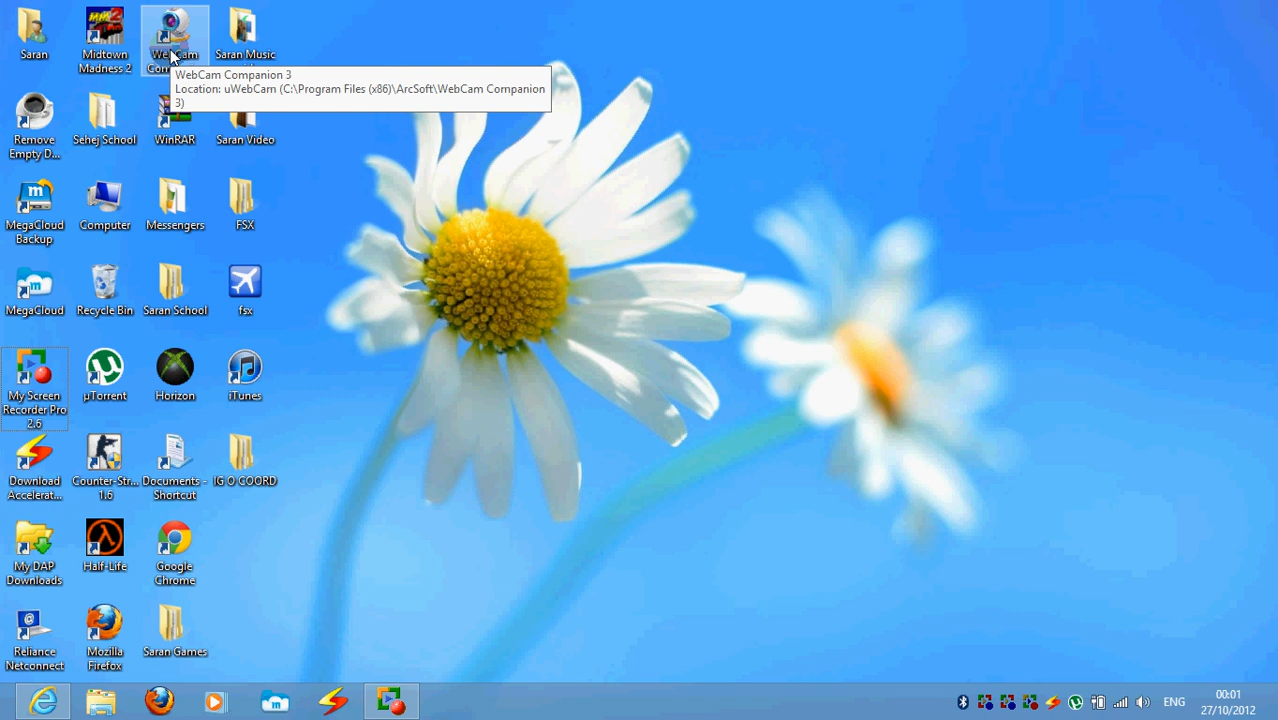 Saran
Midtown
Madness 2
WebCam
Com
Saran Music
WebCam Companion 3
Location: uWebCam (C:\Program Files (x86)\ArcSoft\WebCam Companion
3)
Remove
Empty D...
Sehej School
WinRAR
Saran Video
MegaCloud
Backup
Computer
Messengers
FSX
MegaCloud
Recycle Bin
Saran School
fsx
My Screen
Recorder Pro
2.6
µTorrent
Horizon
iTunes
Download
Accelerat...
Counter-Str...
1.6
Documents -
Shortcut
IG O COORD
My DAP
Downloads
Half-Life
Google
Chrome
Reliance
Netconnect
Mozilla
Firefox
Saran Games
ENG
00:01
27/10/2012